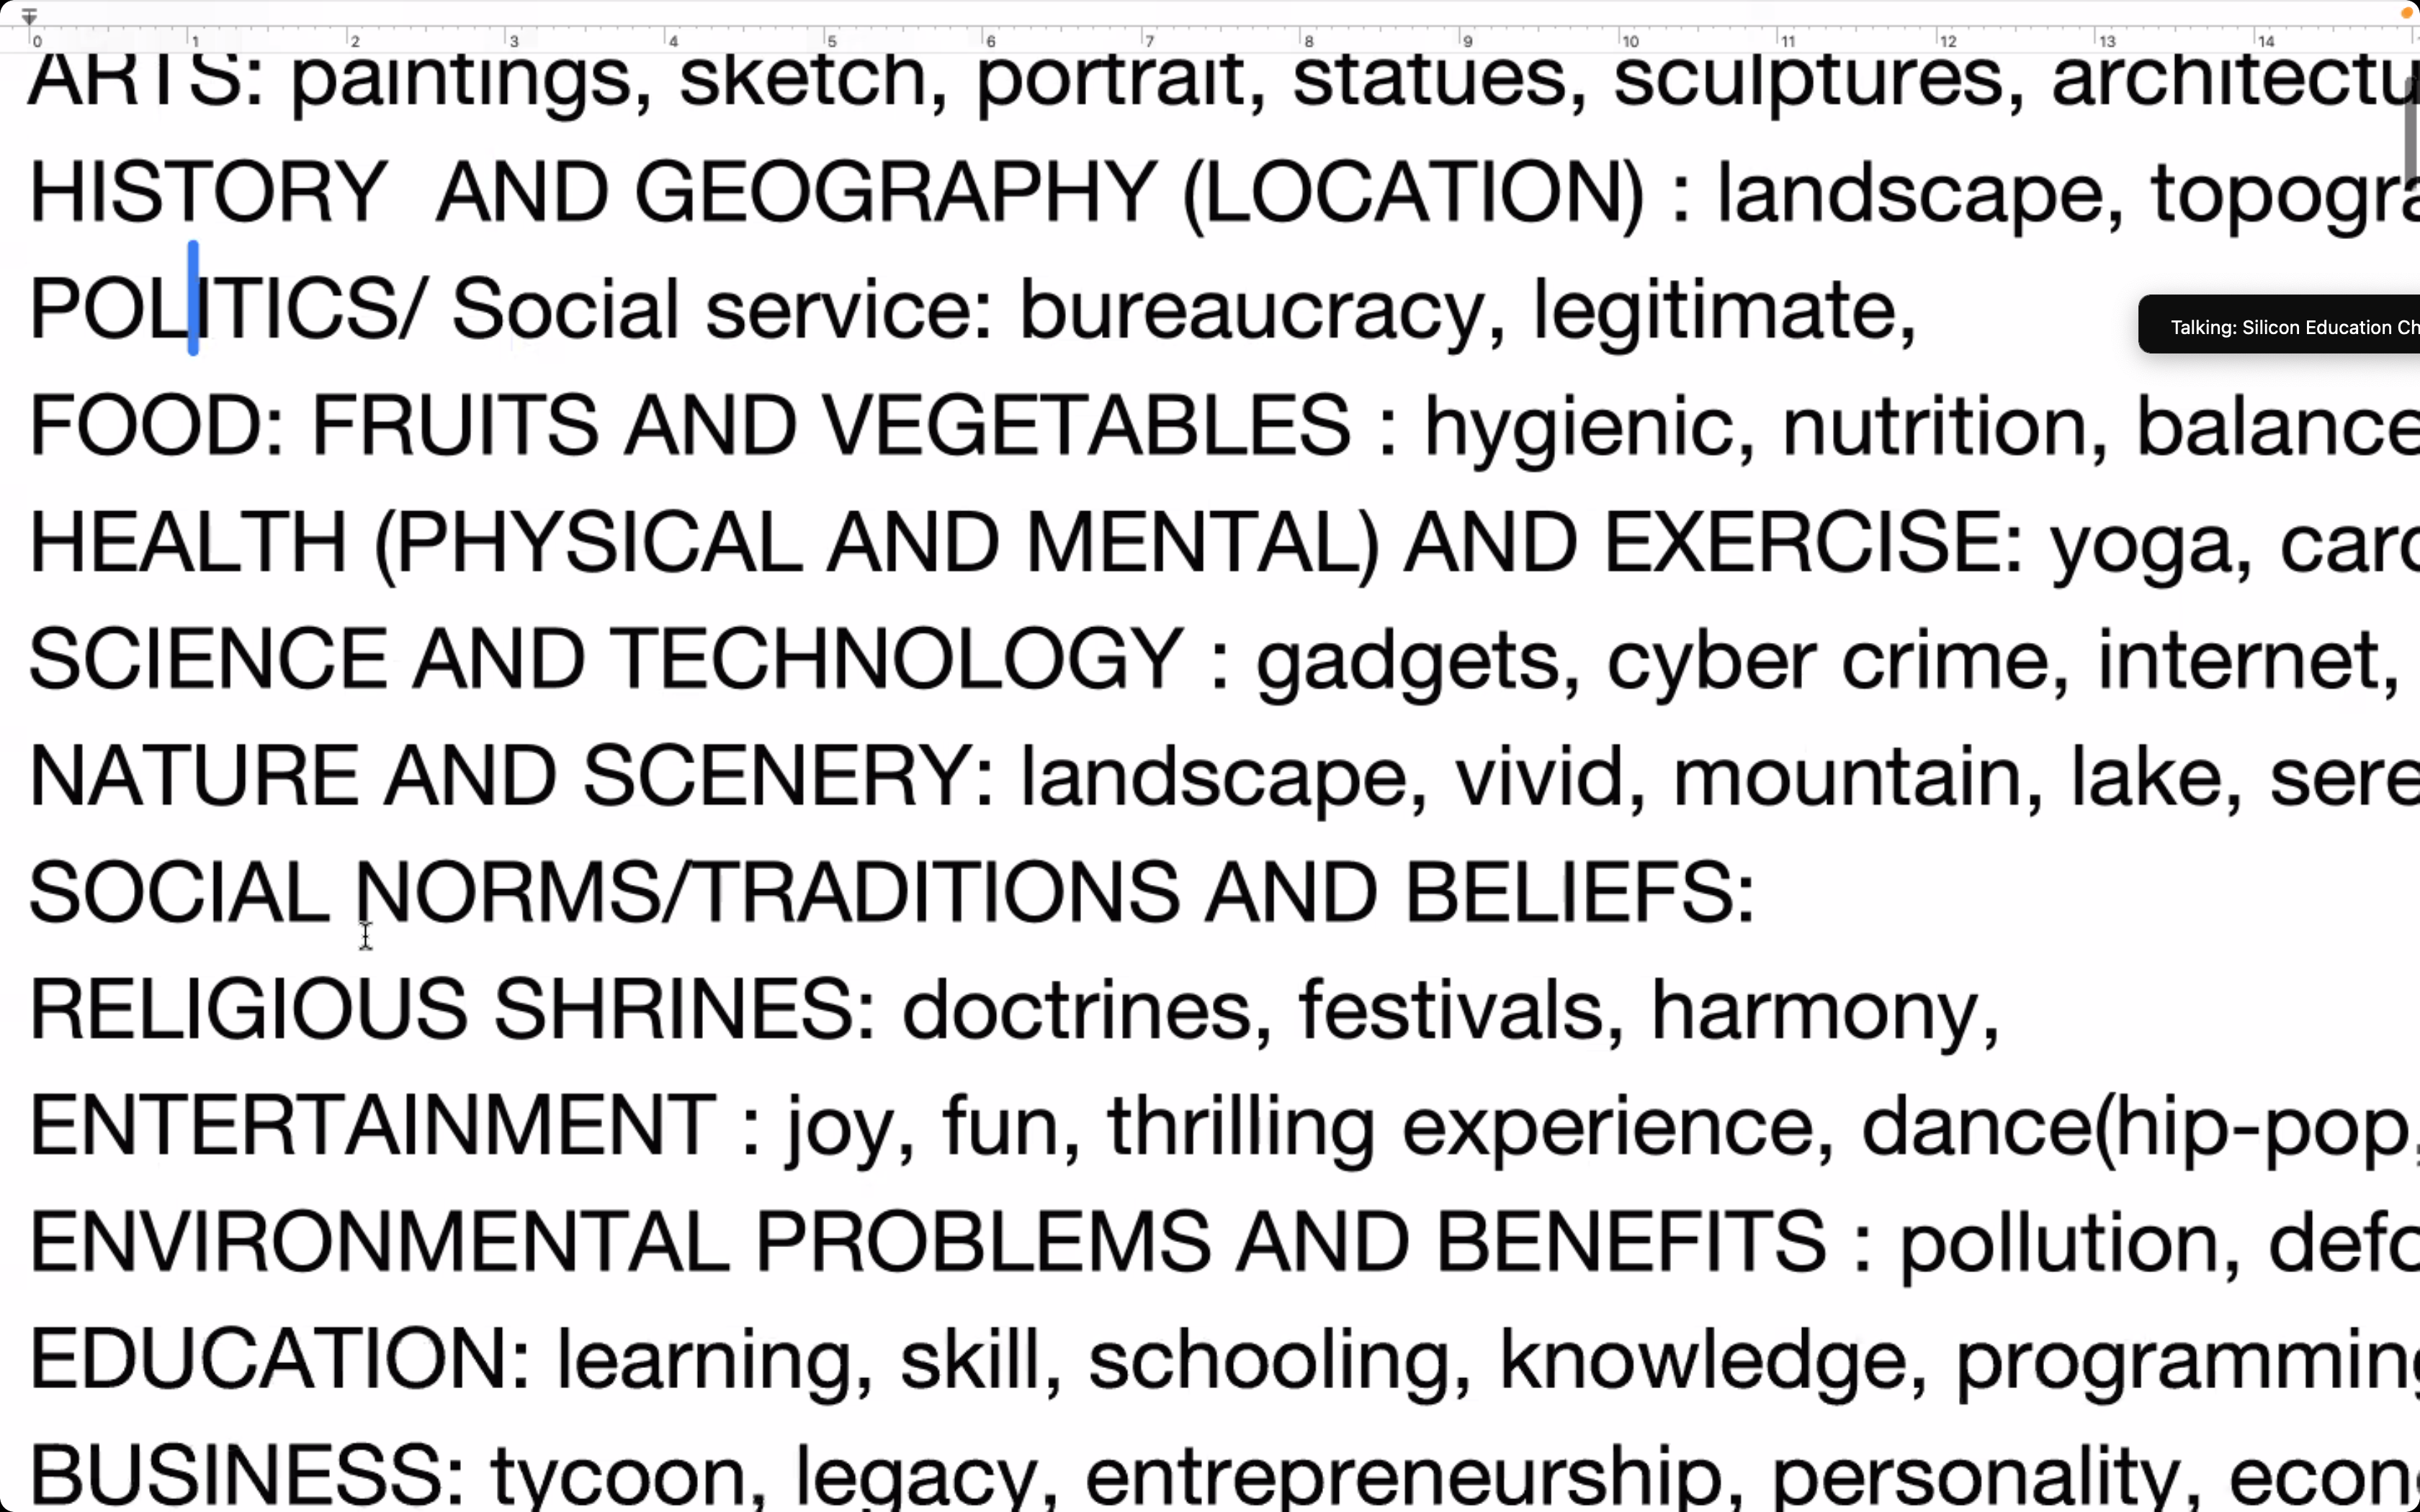 0 1 2 3 4 5 6 7 8 9 10 11 12 13 14
ARTS: paintings, sketch, portrait, statues, sculptures, architectu
HISTORY  AND GEOGRAPHY (LOCATION) : landscape, topogra
POLITICS/ Social service: bureaucracy, legitimate,
Talking: Silicon Education Ch
FOOD: FRUITS AND VEGETABLES : hygienic, nutrition, balance
HEALTH (PHYSICAL AND MENTAL) AND EXERCISE: yoga, card
SCIENCE AND TECHNOLOGY : gadgets, cyber crime, internet,
NATURE AND SCENERY: landscape, vivid, mountain, lake, sere
SOCIAL NORMS/TRADITIONS AND BELIEFS:
RELIGIOUS SHRINES: doctrines, festivals, harmony,
ENTERTAINMENT : joy, fun, thrilling experience, dance(hip-pop,
ENVIRONMENTAL PROBLEMS AND BENEFITS : pollution, defo
EDUCATION: learning, skill, schooling, knowledge, programming
BUSINESS: tycoon, legacy, entrepreneurship, personality, econ